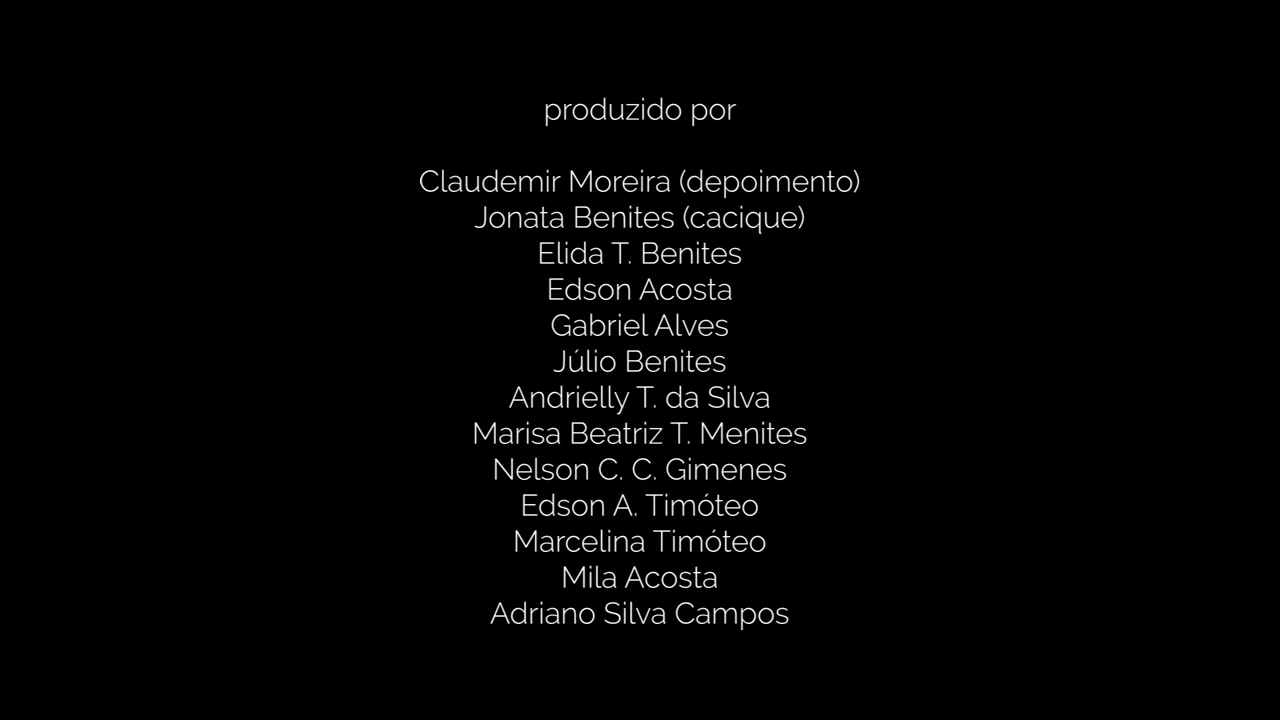 produzido por
Claudemir Moreira (depoimento)
Jonata Benites (cacique)
Elida T. Benites
Edson Acosta
Gabriel Alves
Júlio Benites
Andrielly T. da Silva
Marisa Beatriz T. Menites
Nelson C. C. Gimenes
Edson A. Timóteo
Marcelina Timóteo
Mila Acosta
Adriano Silva Campos